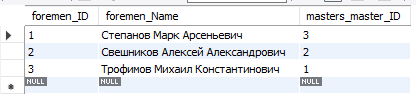 foremen_ID foremen_Name masters_master_ID
1 Степанов Марк Арсеньевич 3
2 Свешников Алексей Александрович 2
3 Трофимов Михаил Константинович 1
NULL NULL NULL